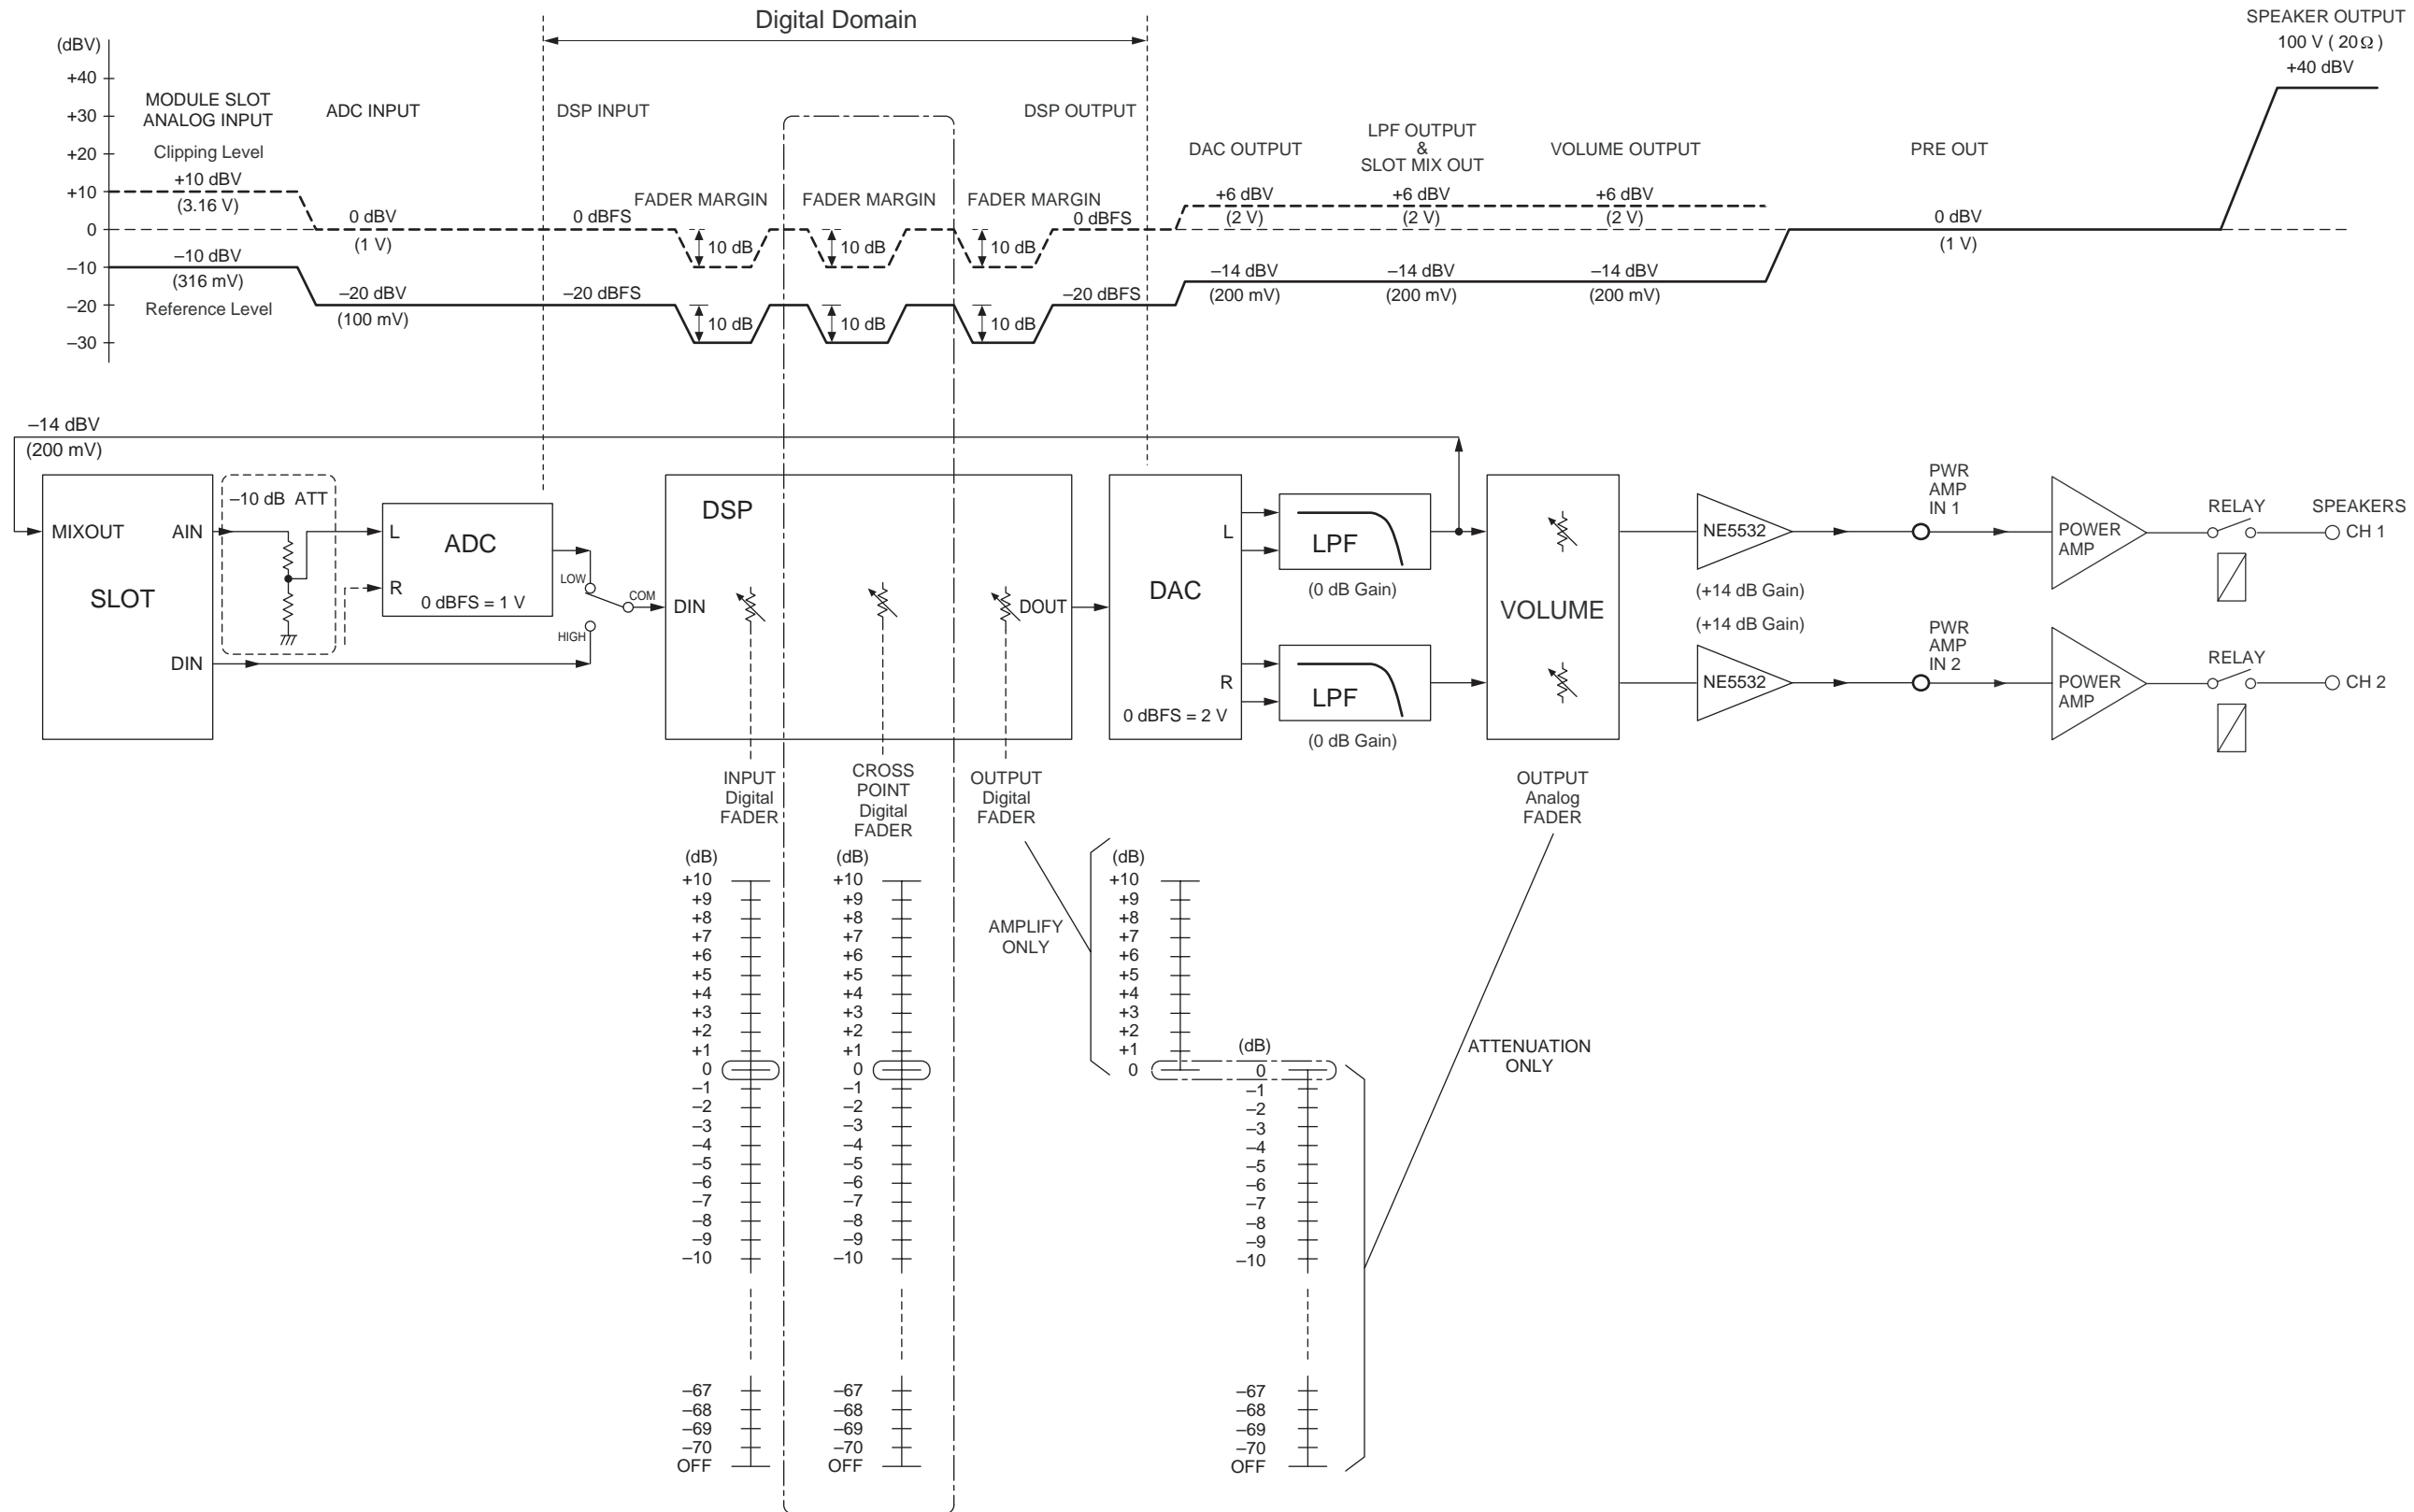 Digital Domain
SPEAKER OUTPUT
100 V ( 20Ω )
+40 dBV
(dBV)
+40
+30
+20
+10
0
–10
–20
–30
MODULE SLOT
ANALOG INPUT
Clipping Level
+10 dBV
(3.16 V)
–10 dBV
(316 mV)
Reference Level
ADC INPUT
0 dBV
(1 V)
–20 dBV
(100 mV)
DSP INPUT
0 dBFS
–20 dBFS
FADER MARGIN
10 dB
10 dB
FADER MARGIN
10 dB
10 dB
FADER MARGIN
10 dB
10 dB
DSP OUTPUT
0 dBFS
–20 dBFS
DAC OUTPUT
+6 dBV
(2 V)
–14 dBV
(200 mV)
LPF OUTPUT
&
SLOT MIX OUT
+6 dBV
(2 V)
–14 dBV
(200 mV)
VOLUME OUTPUT
+6 dBV
(2 V)
–14 dBV
(200 mV)
PRE OUT
0 dBV
(1 V)
–14 dBV
(200 mV)
MIXOUT
AIN
SLOT
DIN
–10 dB ATT
L
ADC
R
0 dBFS = 1 V
LOW
COM
HIGH
DSP
DIN
DOUT
L
DAC
R
0 dBFS = 2 V
LPF
(0 dB Gain)
LPF
(0 dB Gain)
VOLUME
NE5532
(+14 dB Gain)
(+14 dB Gain)
NE5532
PWR
AMP
IN 1
PWR
AMP
IN 2
POWER
AMP
POWER
AMP
RELAY
RELAY
SPEAKERS
CH 1
CH 2
INPUT
Digital
FADER
CROSS
POINT
Digital
FADER
OUTPUT
Digital
FADER
OUTPUT
Analog
FADER
(dB)
+10
+9
+8
+7
+6
+5
+4
+3
+2
+1
0
–1
–2
–3
–4
–5
–6
–7
–8
–9
–10
–67
–68
–69
–70
OFF
(dB)
+10
+9
+8
+7
+6
+5
+4
+3
+2
+1
0
–1
–2
–3
–4
–5
–6
–7
–8
–9
–10
–67
–68
–69
–70
OFF
AMPLIFY
ONLY
(dB)
+10
+9
+8
+7
+6
+5
+4
+3
+2
+1
0
(dB)
0
–1
–2
–3
–4
–5
–6
–7
–8
–9
–10
–67
–68
–69
–70
OFF
ATTENUATION
ONLY